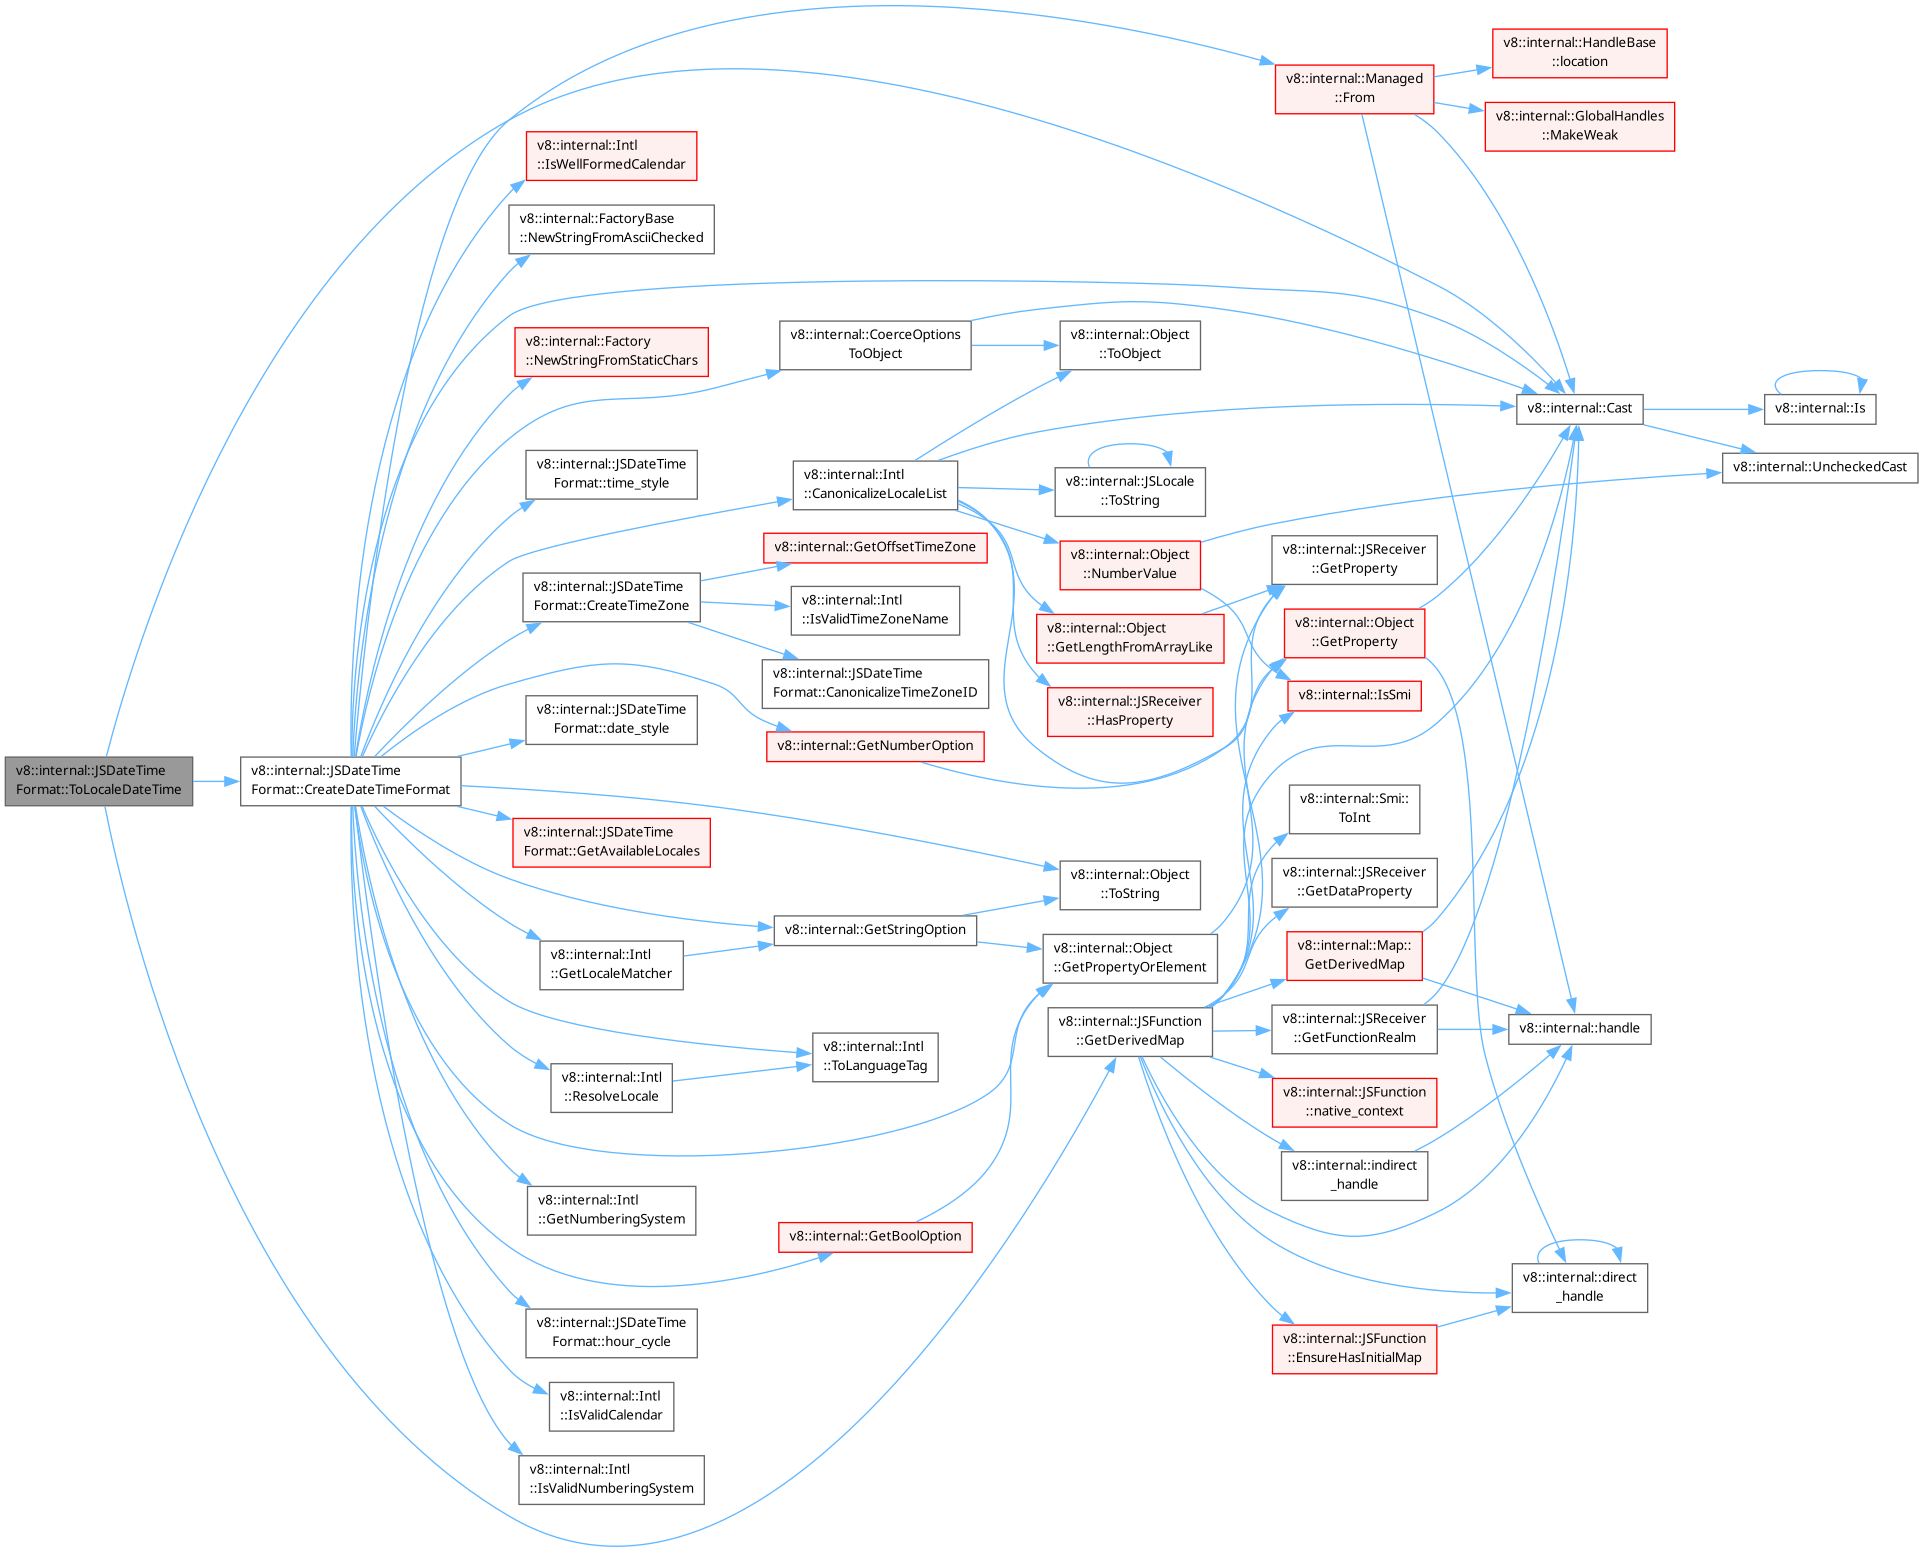 v8::internal::JSDateTime
Format::ToLocaleDateTime
v8::internal::JSDateTime
Format::CreateDateTimeFormat
v8::internal::Intl
::IsWellFormedCalendar
v8::internal::FactoryBase
::NewStringFromAsciiChecked
v8::internal::Factory
::NewStringFromStaticChars
v8::internal::JSDateTime
Format::time_style
v8::internal::JSDateTime
Format::CreateTimeZone
v8::internal::JSDateTime
Format::date_style
v8::internal::JSDateTime
Format::GetAvailableLocales
v8::internal::Intl
::GetLocaleMatcher
v8::internal::Intl
::ResolveLocale
v8::internal::Intl
::GetNumberingSystem
v8::internal::JSDateTime
Format::hour_cycle
v8::internal::Intl
::IsValidCalendar
v8::internal::Intl
::IsValidNumberingSystem
v8::internal::CoerceOptions
ToObject
v8::internal::Intl
::CanonicalizeLocaleList
v8::internal::GetOffsetTimeZone
v8::internal::Intl
::IsValidTimeZoneName
v8::internal::JSDateTime
Format::CanonicalizeTimeZoneID
v8::internal::GetNumberOption
v8::internal::GetStringOption
v8::internal::Intl
::ToLanguageTag
v8::internal::GetBoolOption
v8::internal::Object
::ToObject
v8::internal::JSLocale
::ToString
v8::internal::Object
::NumberValue
v8::internal::Object
::GetLengthFromArrayLike
v8::internal::JSReceiver
::HasProperty
v8::internal::Object
::ToString
v8::internal::Object
::GetPropertyOrElement
v8::internal::JSFunction
::GetDerivedMap
v8::internal::Managed
::From
v8::internal::JSReceiver
::GetProperty
v8::internal::Object
::GetProperty
v8::internal::IsSmi
v8::internal::Smi::
ToInt
v8::internal::JSReceiver
::GetDataProperty
v8::internal::Map::
GetDerivedMap
v8::internal::JSReceiver
::GetFunctionRealm
v8::internal::JSFunction
::native_context
v8::internal::indirect
_handle
v8::internal::JSFunction
::EnsureHasInitialMap
v8::internal::HandleBase
::location
v8::internal::GlobalHandles
::MakeWeak
v8::internal::Cast
v8::internal::handle
v8::internal::direct
_handle
v8::internal::Is
v8::internal::UncheckedCast